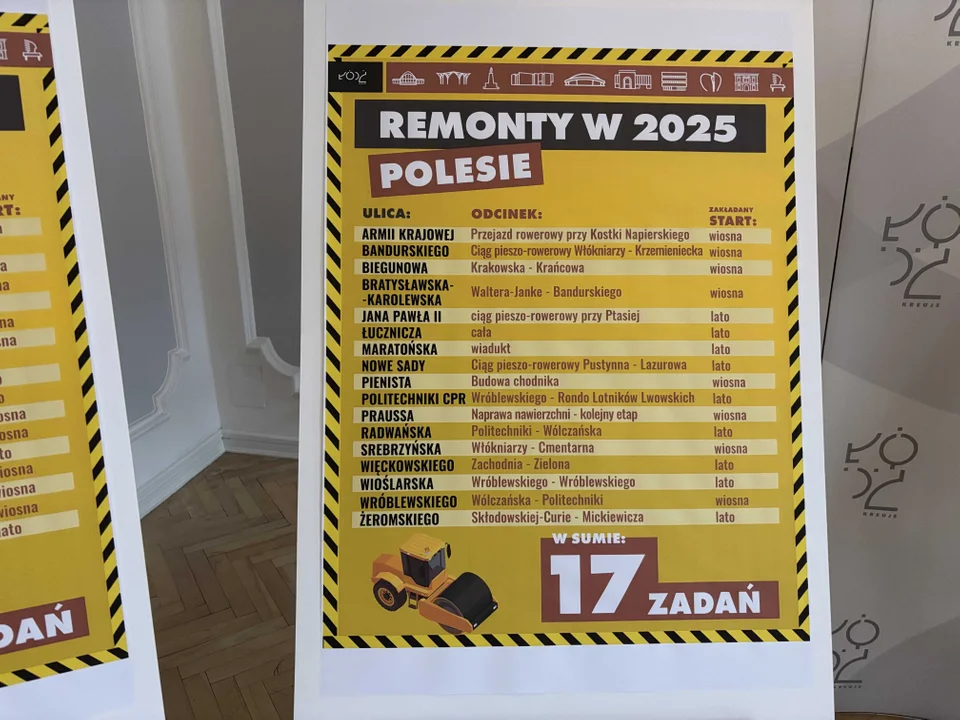 REMONTY W 2025
POLESIE
ULICA: ODCINEK: ZAKŁADANY START:
ARMII KRAJOWEJ Przejazd rowerowy przy Kostki Napierskiego wiosna
BANDURSKIEGO Ciąg pieszo-rowerowy Włókniarzy - Krzemieniecka wiosna
BIEGUNOWA Krakowska - Krańcowa wiosna
BRATYSŁAWSKA-
-KAROLEWSKA Waltera-Janke - Bandurskiego wiosna
JANA PAWŁA II ciąg pieszo-rowerowy przy Ptasiej lato
ŁUCZNICZA cała lato
MARATOŃSKA wiadukt lato
NOWE SADY Ciąg pieszo-rowerowy Pustynna - Lazurowa lato
PIENISTA Budowa chodnika wiosna
POLITECHNIKI CPR Wróblewskiego - Rondo Lotników Lwowskich lato
PRAUSSA Naprawa nawierzchni - kolejny etap wiosna
RADWAŃSKA Politechniki - Wólczańska lato
SREBRZYŃSKA Włókniarzy - Cmentarna wiosna
WIĘCKOWSKIEGO Zachodnia - Zielona lato
WIOŚLARSKA Wróblewskiego - Wróblewskiego lato
WRÓBLEWSKIEGO Wólczańska - Politechniki wiosna
ŻEROMSKIEGO Skłodowskiej-Curie - Mickiewicza lato
W SUMIE:
17 ZADAŃ